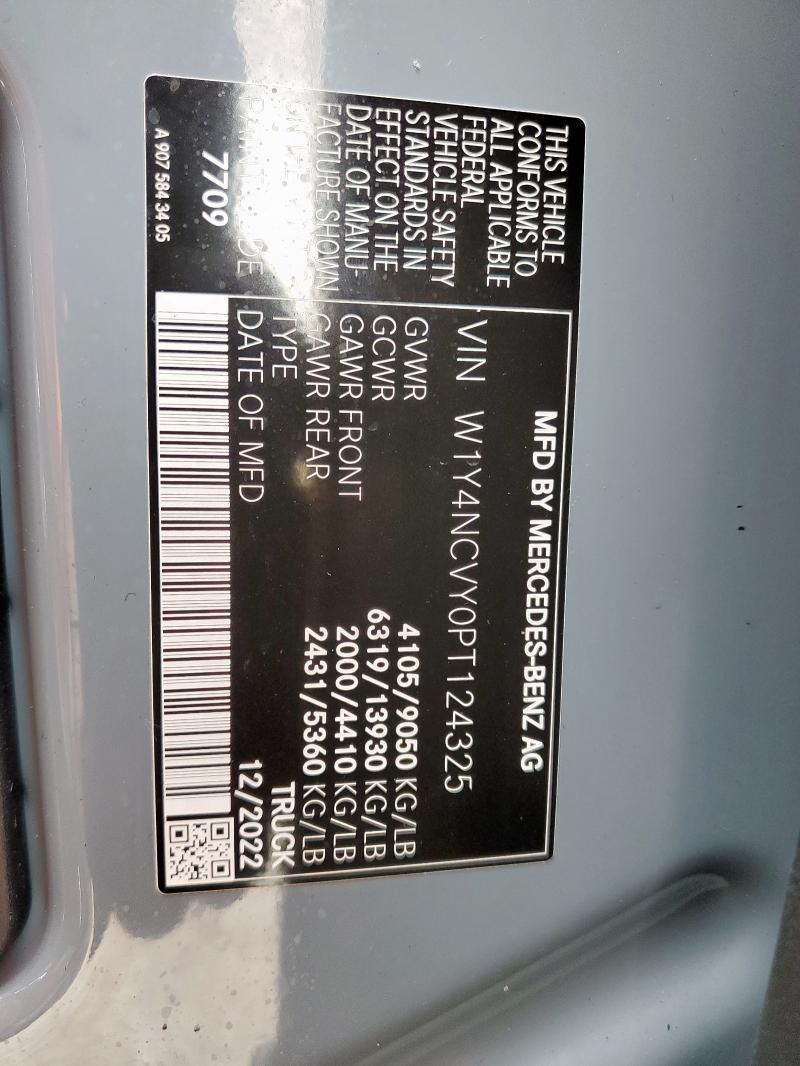 THIS VEHICLE
CONFORMS TO
ALL APPLICABLE
FEDERAL
VEHICLE SAFETY
STANDARDS IN
EFFECT ON THE
DATE OF MANU-
FACTURE SHOWN
7709
A 907 584 34 05
MFD BY MERCEDES-BENZ AG
VIN W1Y4NCVY0PT124325
GVWR 4105/9050 KG/LB
GCWR 6319/13930 KG/LB
GAWR FRONT 2000/4410 KG/LB
GAWR REAR 2431/5360 KG/LB
TYPE TRUCK
DATE OF MFD 12/2022